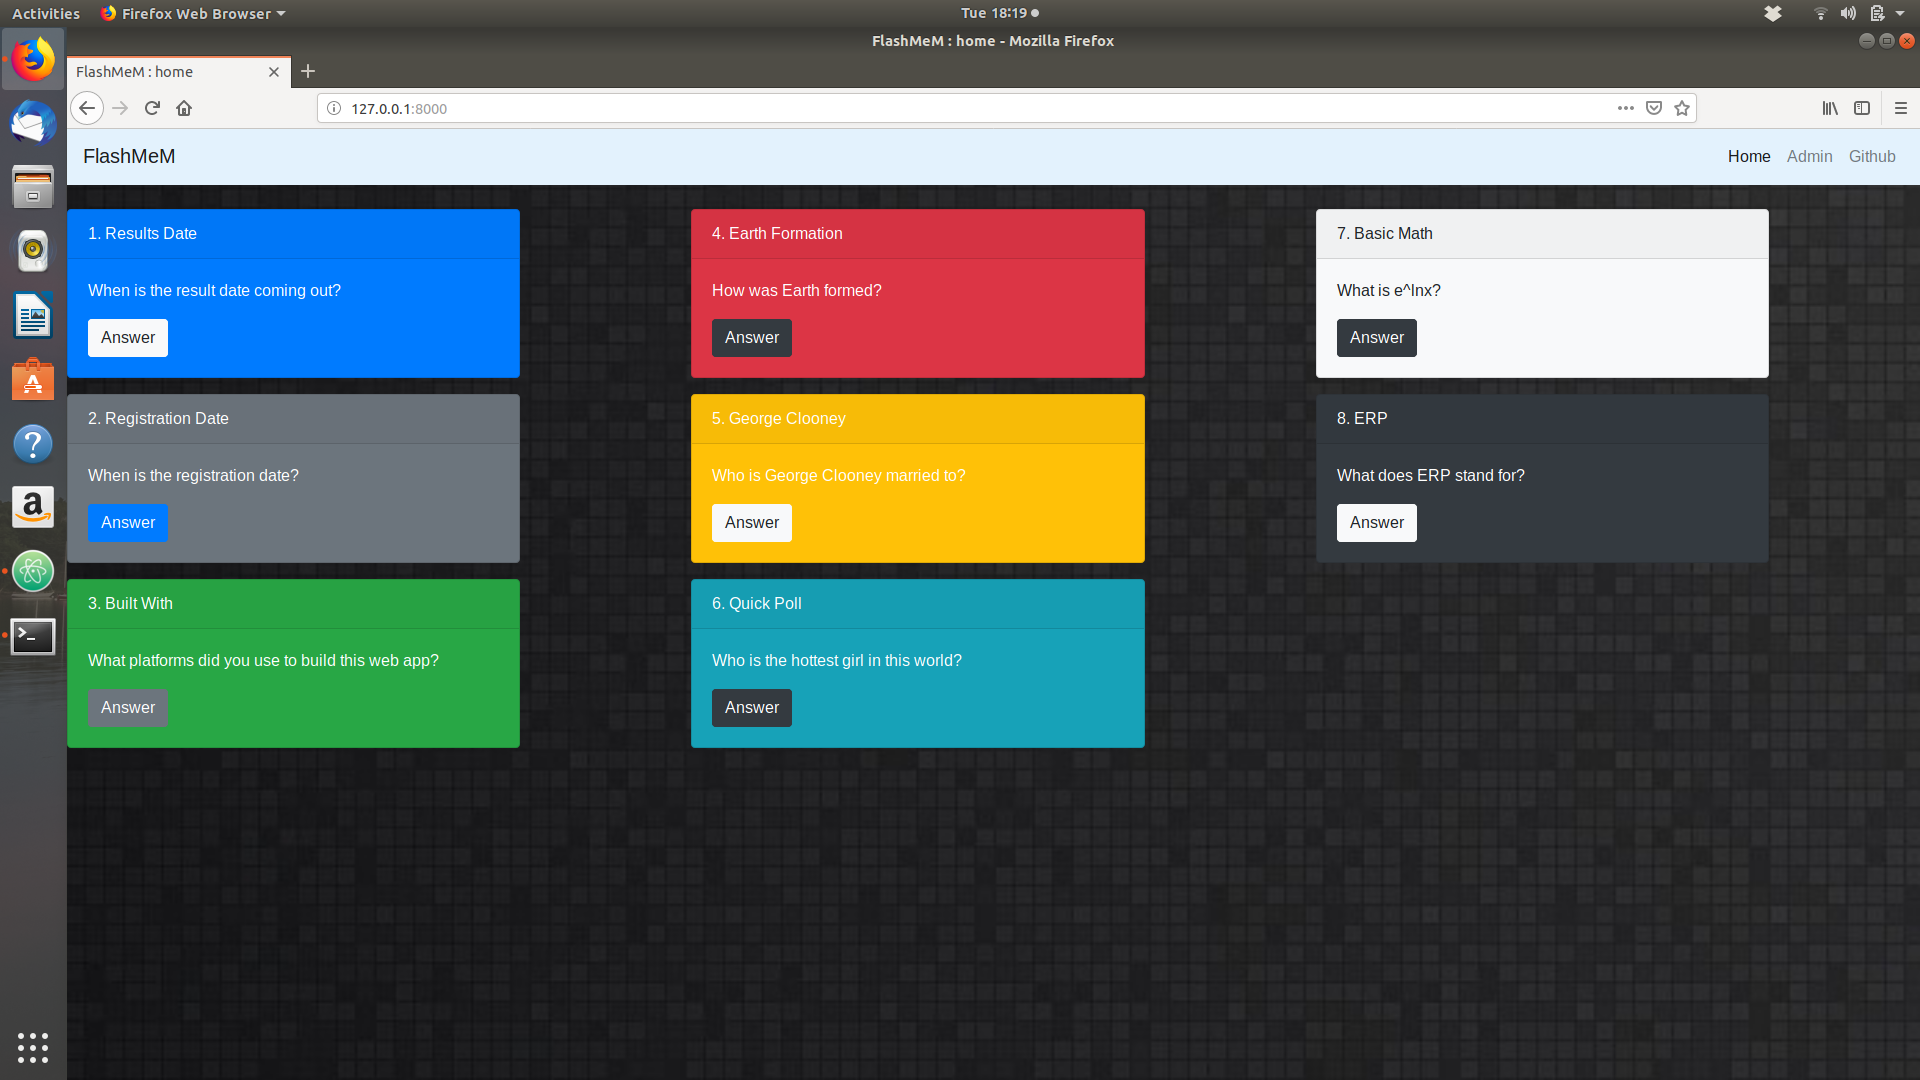 Activities
Firefox Web Browser
Tue 18:19
FlashMeM : home - Mozilla Firefox
FlashMeM : home
127.0.0.1:8000
FlashMeM
Home
Admin
Github
1. Results Date
When is the result date coming out?
Answer
2. Registration Date
When is the registration date?
Answer
3. Built With
What platforms did you use to build this web app?
Answer
4. Earth Formation
How was Earth formed?
Answer
5. George Clooney
Who is George Clooney married to?
Answer
6. Quick Poll
Who is the hottest girl in this world?
Answer
7. Basic Math
What is e^lnx?
Answer
8. ERP
What does ERP stand for?
Answer